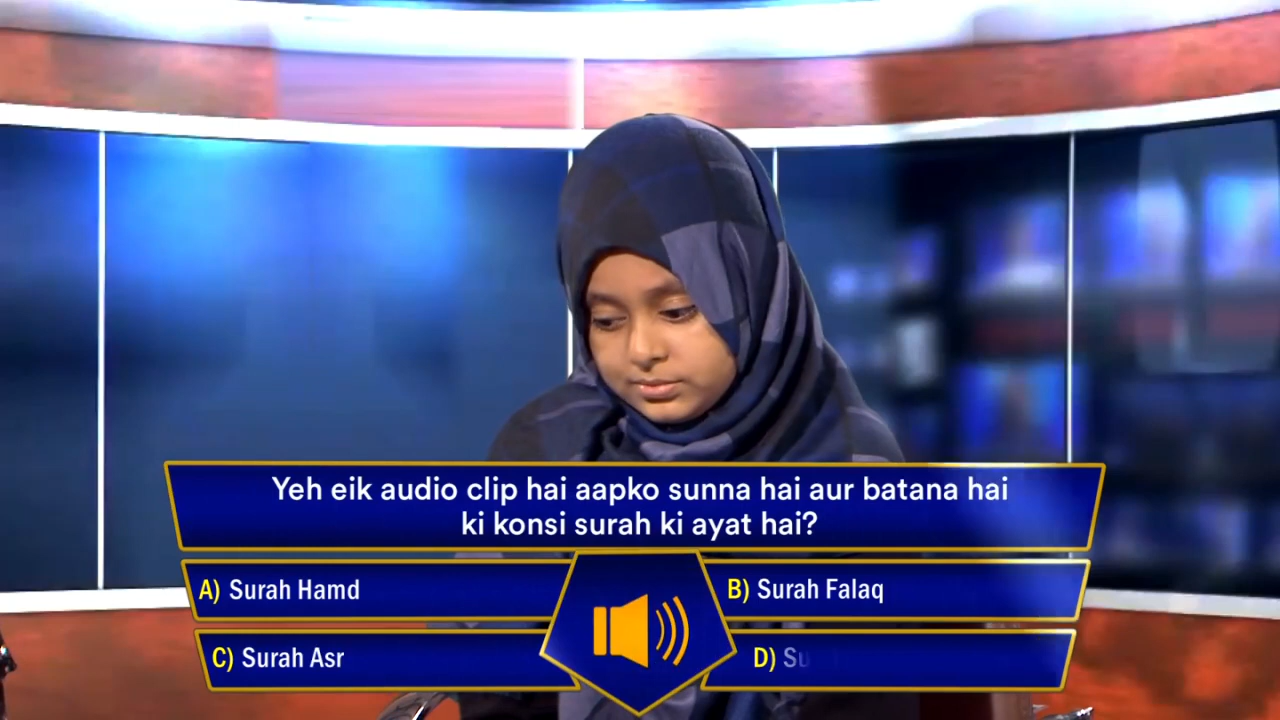 Yeh eik audio clip hai aapko sunna hai aur batana hai
ki konsi surah ki ayat hai?
A) Surah Hamd
B) Surah Falaq
C) Surah Asr
D)